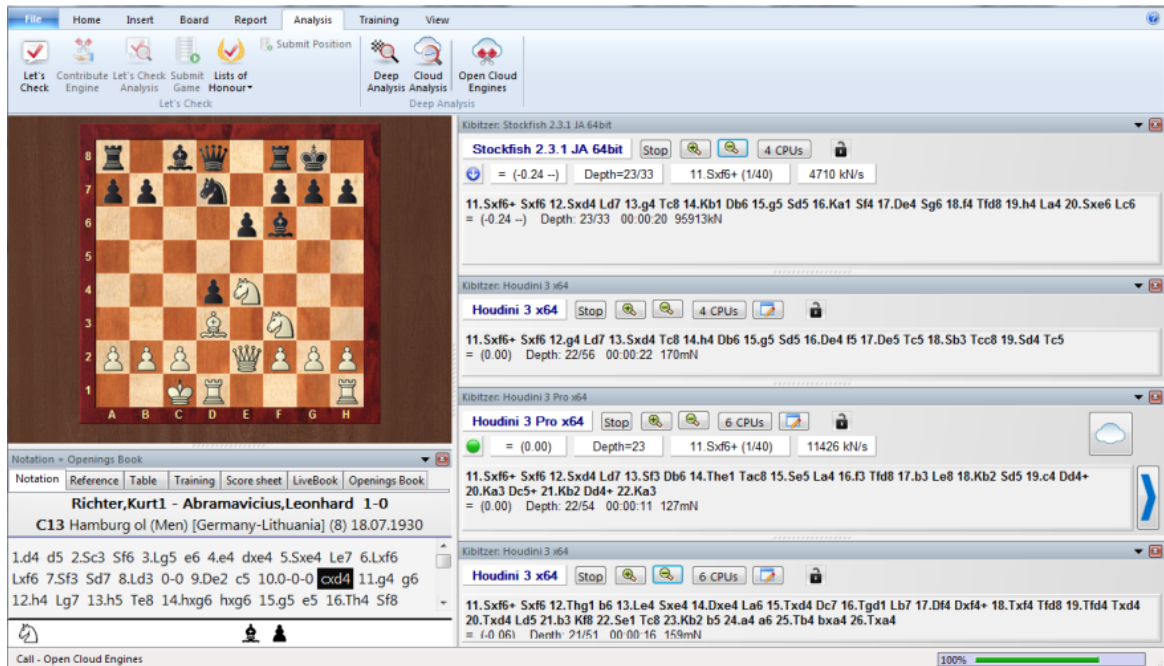 File Home Insert Board Report Analysis Training View
Submit Position
Let's Check
Contribute Engine
Let's Check Analysis
Submit Game
Lists of Honour
Deep Analysis
Cloud Analysis
Open Cloud Engines
Let's Check Deep Analysis
8
7
6
5
4
3
2
1
A B C D E F G H
Notation + Openings Book
Notation Reference Table Training Score sheet LiveBook Openings Book
Richter,Kurt1 - Abramavicius,Leonhard 1-0
C13 Hamburg ol (Men) [Germany-Lithuania] (8) 18.07.1930
1.d4 d5 2.Sc3 Sf6 3.Lg5 e6 4.e4 dxe4 5.Sxe4 Le7 6.Lxf6
Lxf6 7.Sf3 Sd7 8.Ld3 0-0 9.De2 c5 10.0-0-0 cxd4 11.g4 g6
12.h4 Lg7 13.h5 Te8 14.hxg6 hxg6 15.g5 e5 16.Th4 Sf8
Kibitzer: Stockfish 2.3.1 JA 64bit
Stockfish 2.3.1 JA 64bit Stop 4 CPUs
= (-0.24 --) Depth=23/33 11.Sxf6+ (1/40) 4710 kN/s
11.Sxf6+ Sxf6 12.Sxd4 Ld7 13.g4 Tc8 14.Kb1 Db6 15.g5 Sd5 16.Ka1 Sf4 17.De4 Sg6 18.f4 Tfd8 19.h4 La4 20.Sxe6 Lc6
= (-0.24 --) Depth: 23/33 00:00:20 95913kN
Kibitzer: Houdini 3 x64
Houdini 3 x64 Stop 4 CPUs
11.Sxf6+ Sxf6 12.g4 Ld7 13.Sxd4 Tc8 14.h4 Db6 15.g5 Sd5 16.De4 f5 17.De5 Tc5 18.Sb3 Tcc8 19.Sd4 Tc5
= (0.00) Depth: 22/56 00:00:22 170mN
Kibitzer: Houdini 3 Pro x64
Houdini 3 Pro x64 Stop 6 CPUs
= (0.00) Depth=23 11.Sxf6+ (1/40) 11426 kN/s
11.Sxf6+ Sxf6 12.Sxd4 Ld7 13.Sf3 Db6 14.The1 Tac8 15.Se5 La4 16.f3 Tfd8 17.b3 Le8 18.Kb2 Sd5 19.c4 Dd4+
20.Ka3 Dc5+ 21.Kb2 Dd4+ 22.Ka3
= (0.00) Depth: 22/54 00:00:11 127mN
Kibitzer: Houdini 3 x64
Houdini 3 x64 Stop 6 CPUs
11.Sxf6+ Sxf6 12.Thg1 b6 13.Le4 Sxe4 14.Dxe4 La6 15.Txd4 Dc7 16.Tgd1 Lb7 17.Df4 Dxf4+ 18.Txf4 Tfd8 19.Tfd4 Txd4
20.Txd4 Ld5 21.b3 Kf8 22.Se1 Tc8 23.Kb2 b5 24.a4 a6 25.Tb4 bxa4 26.Txa4
= (-0.06) Depth: 21/51 00:00:16 159mN
Call - Open Cloud Engines
100%